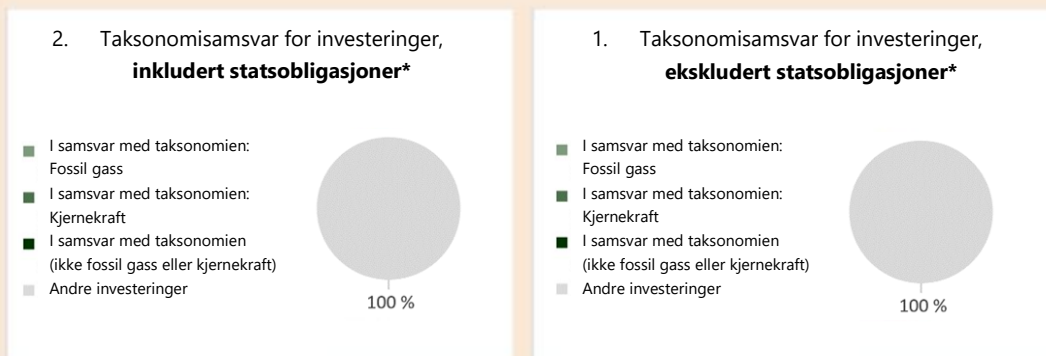 2. Taksonomisamsvar for investeringer,
inkludert statsobligasjoner*
I samsvar med taksonomien:
Fossil gass
I samsvar med taksonomien:
Kjernekraft
I samsvar med taksonomien
(ikke fossil gass eller kjernekraft)
Andre investeringer
100 %
1. Taksonomisamsvar for investeringer,
ekskludert statsobligasjoner*
I samsvar med taksonomien:
Fossil gass
I samsvar med taksonomien:
Kjernekraft
I samsvar med taksonomien
(ikke fossil gass eller kjernekraft)
Andre investeringer
100 %